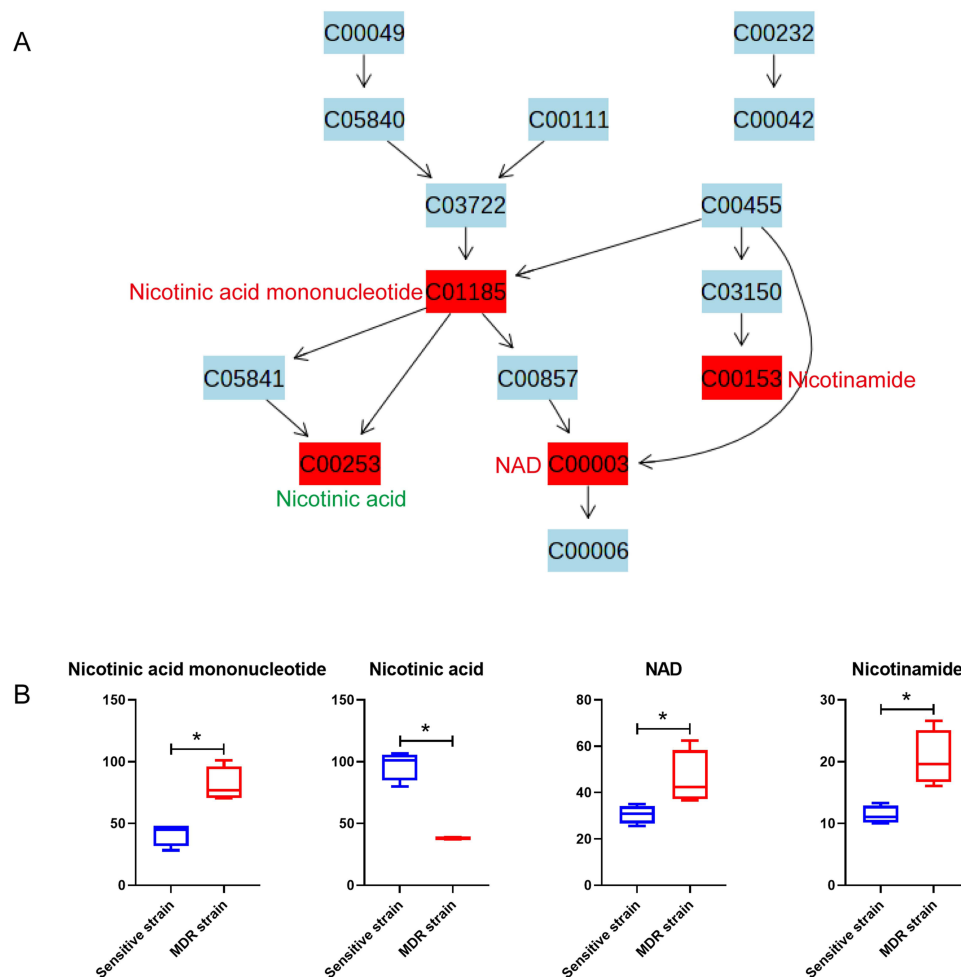 A
C00049
C00232
C05840
C00111
C00042
C03722
C00455
Nicotinic acid mononucleotide
C01185
C03150
C05841
C00857
C00153
Nicotinamide
C00253
NAD
C00003
Nicotinic acid
C00006
B
Nicotinic acid mononucleotide
150
100
50
0
*
Sensitive strain
MDR strain
Nicotinic acid
150
100
50
0
*
Sensitive strain
MDR strain
NAD
80
60
40
20
0
*
Sensitive strain
MDR strain
Nicotinamide
30
20
10
0
*
Sensitive strain
MDR strain